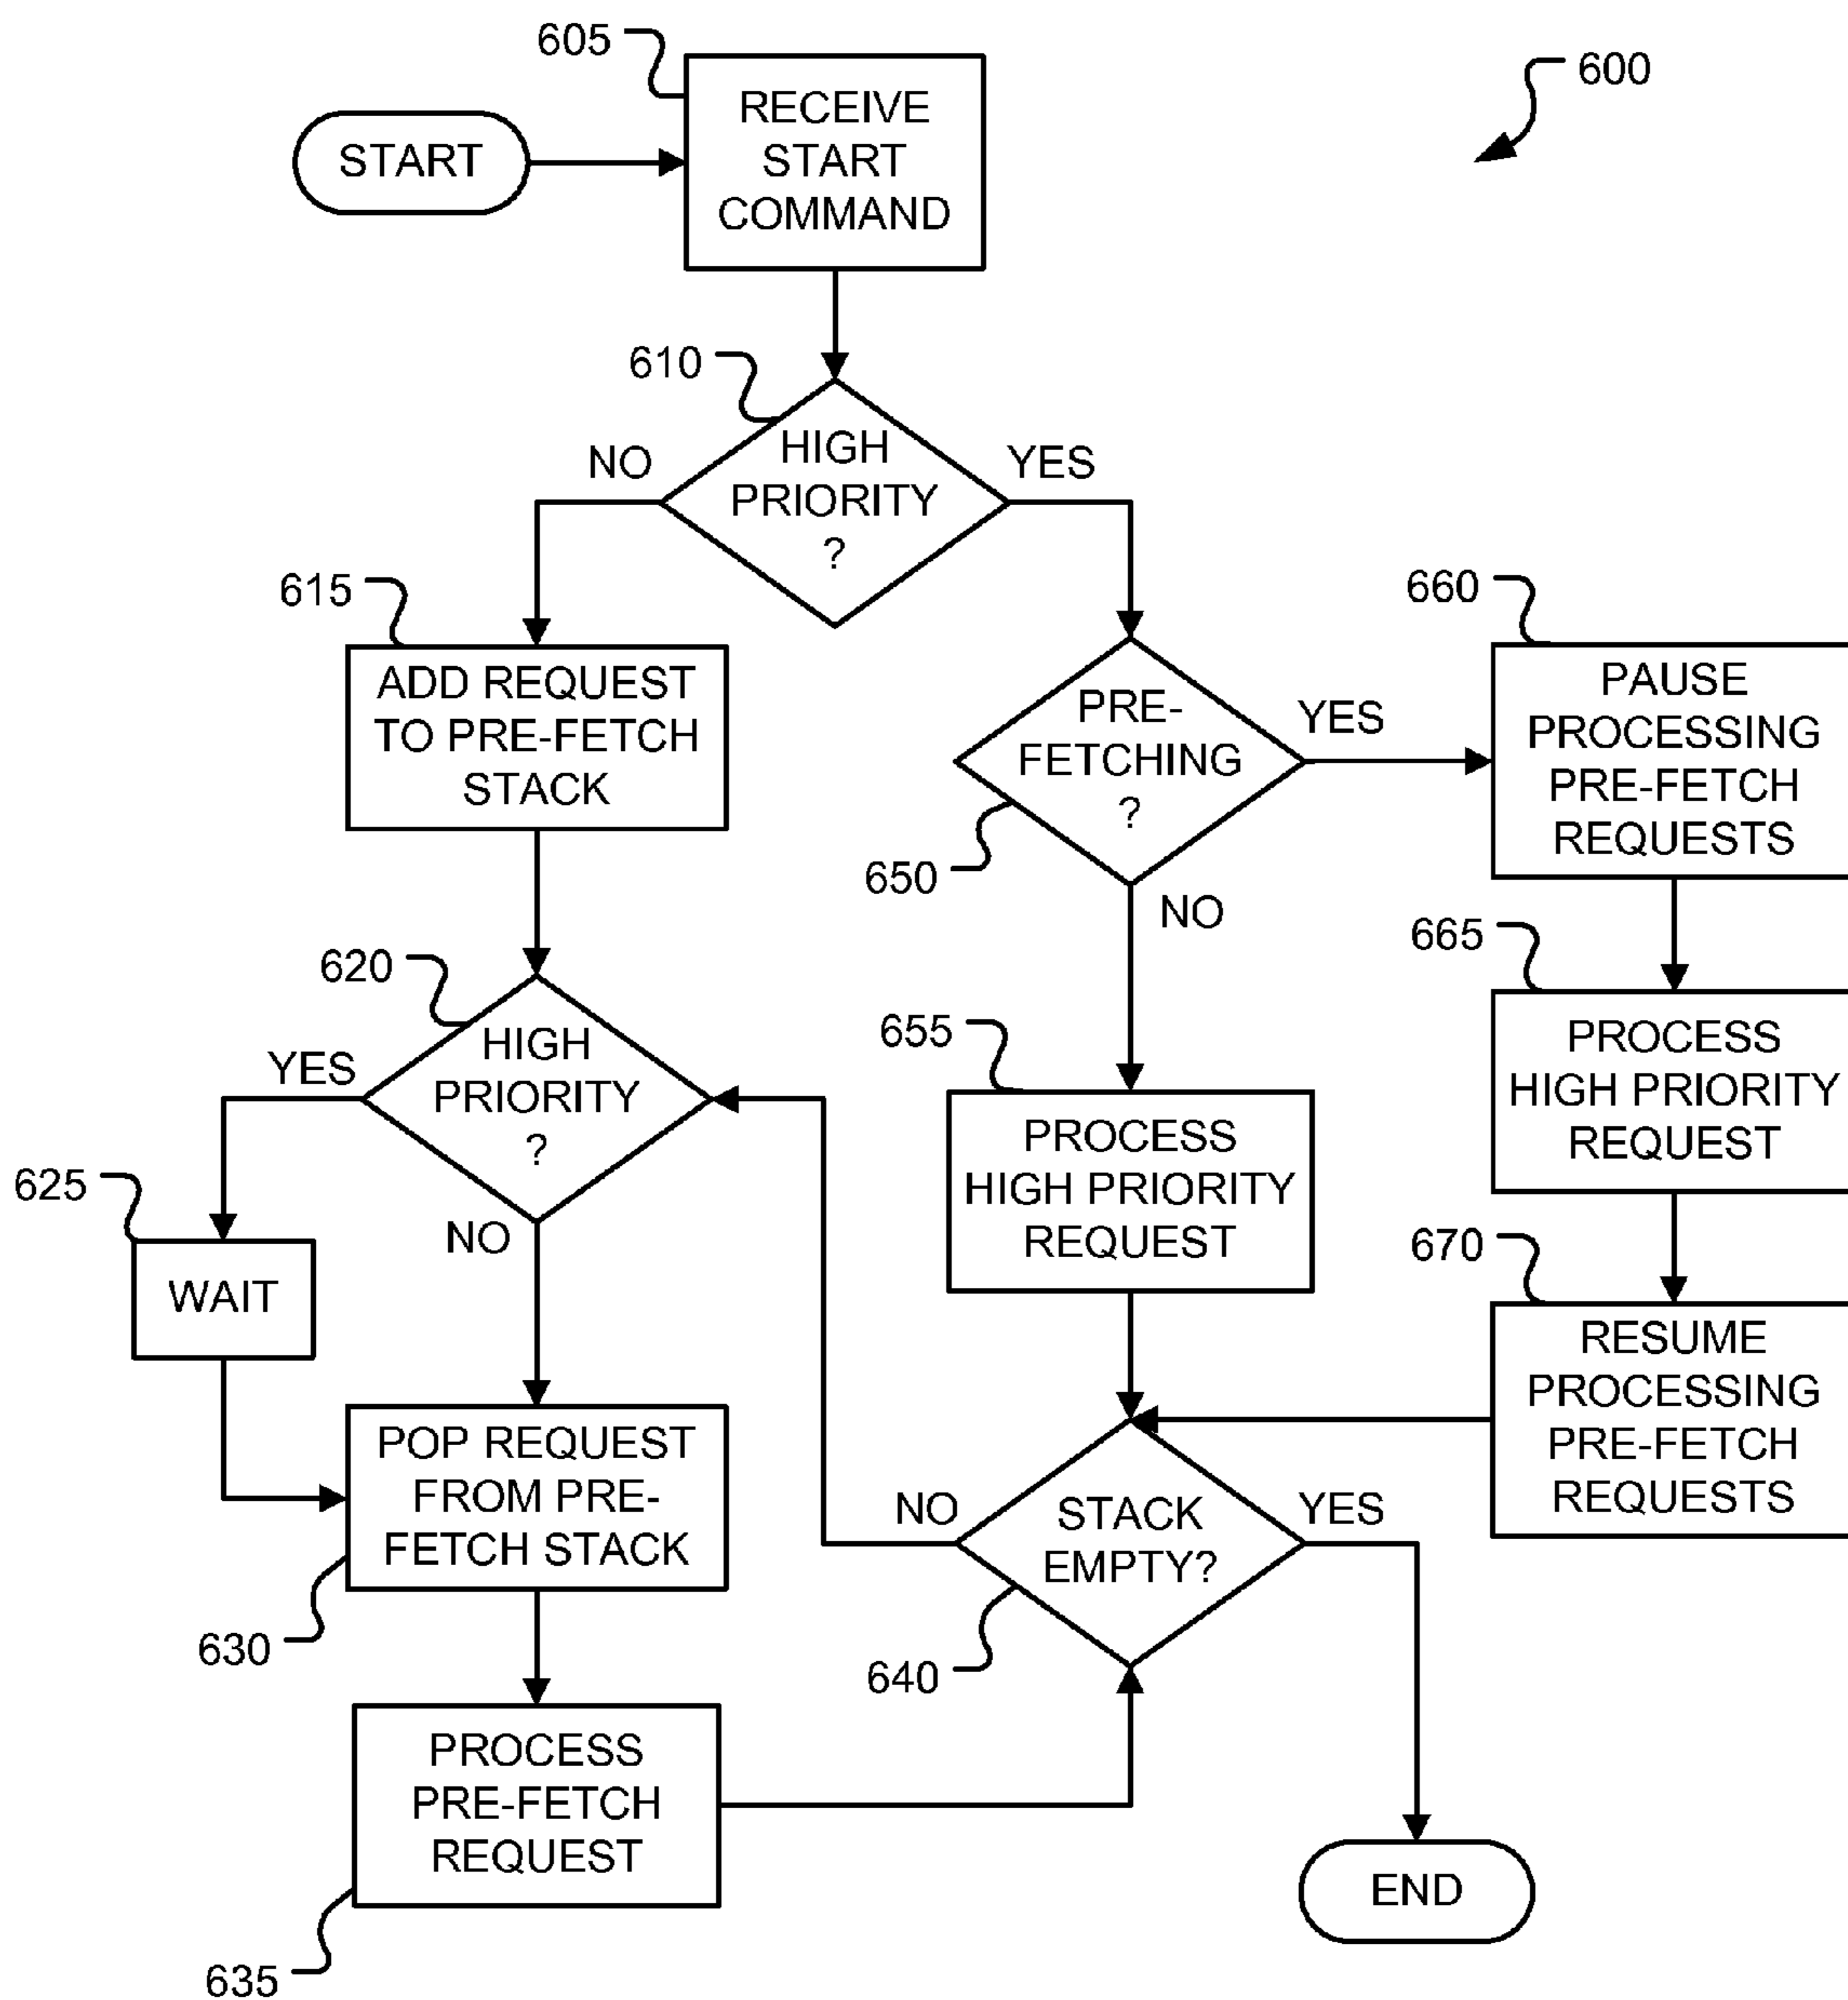 605
600
START
RECEIVE
START
COMMAND
610
HIGH
PRIORITY
?
NO
YES
615
ADD REQUEST
TO PRE-FETCH
STACK
PRE-
FETCHING
?
YES
NO
650
660
PAUSE
PROCESSING
PRE-FETCH
REQUESTS
620
HIGH
PRIORITY
?
YES
NO
625
WAIT
655
PROCESS
HIGH PRIORITY
REQUEST
665
PROCESS
HIGH PRIORITY
REQUEST
670
RESUME
PROCESSING
PRE-FETCH
REQUESTS
POP REQUEST
FROM PRE-
FETCH STACK
630
NO
STACK
EMPTY?
YES
640
PROCESS
PRE-FETCH
REQUEST
635
END